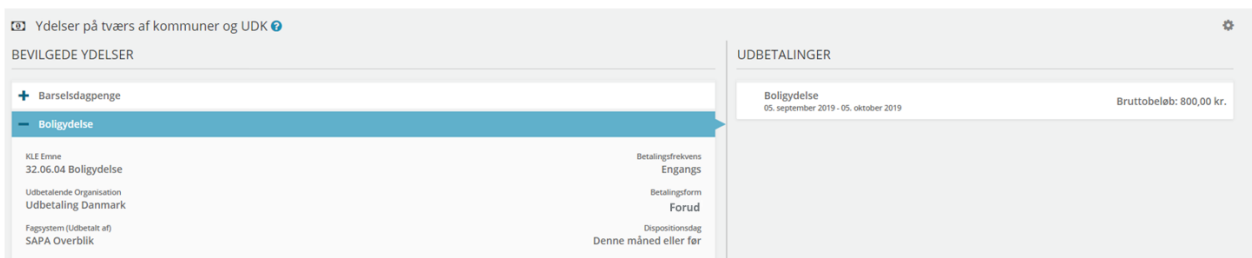 Ydelser på tværs af kommuner og UDK ?
BEVILGEDE YDELSER
Barselsdagpenge
Boligydelse
KLE Emne
32.06.04 Boligydelse
Betalingsfrekvens
Engangs
Udbetalende Organisation
Udbetaling Danmark
Betalingsform
Forud
Fagsystem (Udbetalt af)
SAPA Overblik
Dispositionsdag
Denne måned eller før
UDBETALINGER
Boligydelse
05. september 2019 - 05. oktober 2019
Bruttobeløb: 800,00 kr.